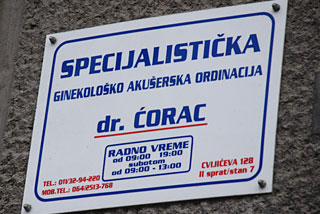 SPECIJALISTIČKA
GINEKOLOŠKO AKUŠERSKA ORDINACIJA
dr. ĆORAC
RADNO VREME
od 09:00 19:00
subotom
od 09:00 - 13:00
TEL.: 011/32-94-220
MOB.TEL.: 064/2513-768
CVIJIĆEVA 128
II sprat/stan 7